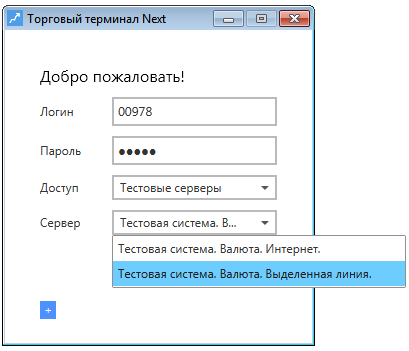 Торговый терминал Next
Добро пожаловать!
Логин 00978
Пароль ●●●●●
Доступ Тестовые серверы
Сервер Тестовая система. В...
Тестовая система. Валюта. Интернет.
Тестовая система. Валюта. Выделенная линия.
+